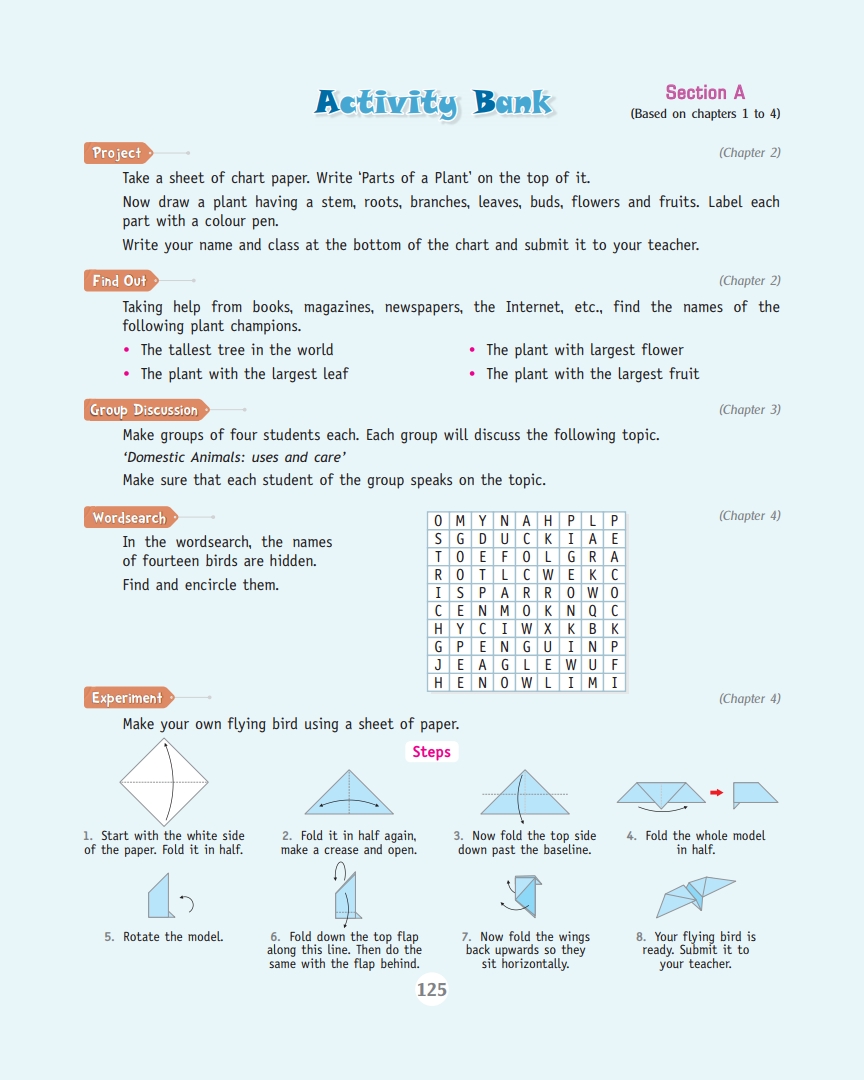 Activity Bank
Section A
(Based on chapters 1 to 4)
Project
(Chapter 2)
Take a sheet of chart paper. Write ‘Parts of a Plant’ on the top of it.
Now draw a plant having a stem, roots, branches, leaves, buds, flowers and fruits. Label each
part with a colour pen.
Write your name and class at the bottom of the chart and submit it to your teacher.
Find Out
(Chapter 2)
Taking help from books, magazines, newspapers, the Internet, etc., find the names of the
following plant champions.
• The tallest tree in the world
• The plant with largest flower
• The plant with the largest leaf
• The plant with the largest fruit
Group Discussion
(Chapter 3)
Make groups of four students each. Each group will discuss the following topic.
‘Domestic Animals: uses and care’
Make sure that each student of the group speaks on the topic.
Wordsearch
(Chapter 4)
In the wordsearch, the names
of fourteen birds are hidden.
Find and encircle them.
O M Y N A H P L P
S G D U C K I A E
T O E F O L G R A
R O T L C W E K C
I S P A R R O W O
C E N M O K N Q C
H Y C I W X K B K
G P E N G U I N P
J E A G L E W U F
H E N O W L I M I
Experiment
(Chapter 4)
Make your own flying bird using a sheet of paper.
Steps
1. Start with the white side
of the paper. Fold it in half.
2. Fold it in half again,
make a crease and open.
3. Now fold the top side
down past the baseline.
4. Fold the whole model
in half.
5. Rotate the model.
6. Fold down the top flap
along this line. Then do the
same with the flap behind.
7. Now fold the wings
back upwards so they
sit horizontally.
8. Your flying bird is
ready. Submit it to
your teacher.
125